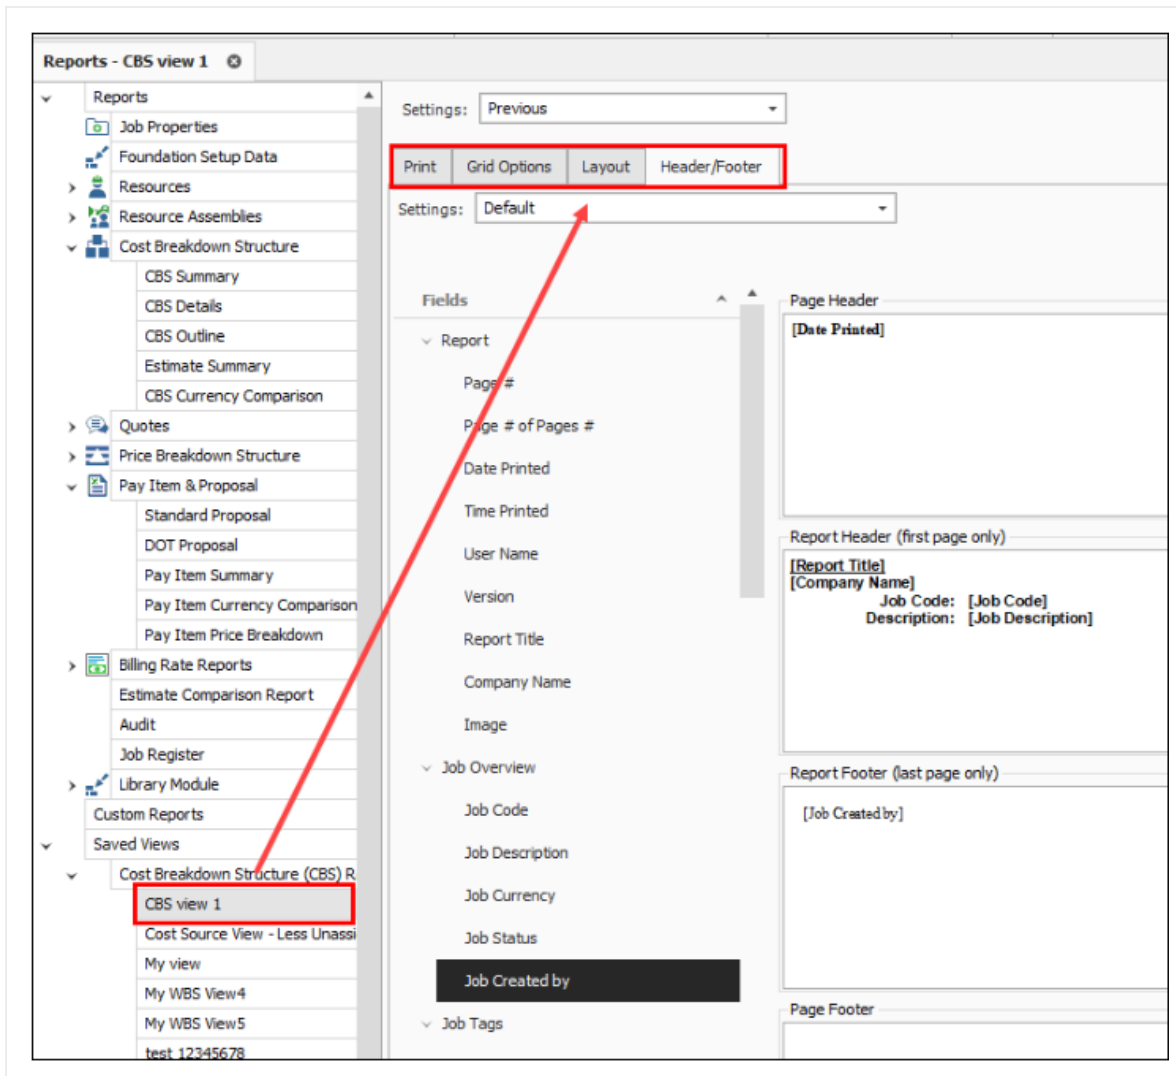 Reports - CBS view 1
Reports
Job Properties
Foundation Setup Data
Resources
Resource Assemblies
Cost Breakdown Structure
CBS Summary
CBS Details
CBS Outline
Estimate Summary
CBS Currency Comparison
Quotes
Price Breakdown Structure
Pay Item & Proposal
Standard Proposal
DOT Proposal
Pay Item Summary
Pay Item Currency Comparison
Pay Item Price Breakdown
Billing Rate Reports
Estimate Comparison Report
Audit
Job Register
Library Module
Custom Reports
Saved Views
Cost Breakdown Structure (CBS) R
CBS view 1
Cost Source View - Less Unassi
My view
My WBS View4
My WBS View5
test 12345678
Settings: Previous
Print Grid Options Layout Header/Footer
Settings: Default
Fields
Report
Page #
Page # of Pages #
Date Printed
Time Printed
User Name
Version
Report Title
Company Name
Image
Job Overview
Job Code
Job Description
Job Currency
Job Status
Job Created by
Job Tags
Page Header
[Date Printed]
Report Header (first page only)
[Report Title]
[Company Name]
Job Code: [Job Code]
Description: [Job Description]
Report Footer (last page only)
[Job Created by]
Page Footer